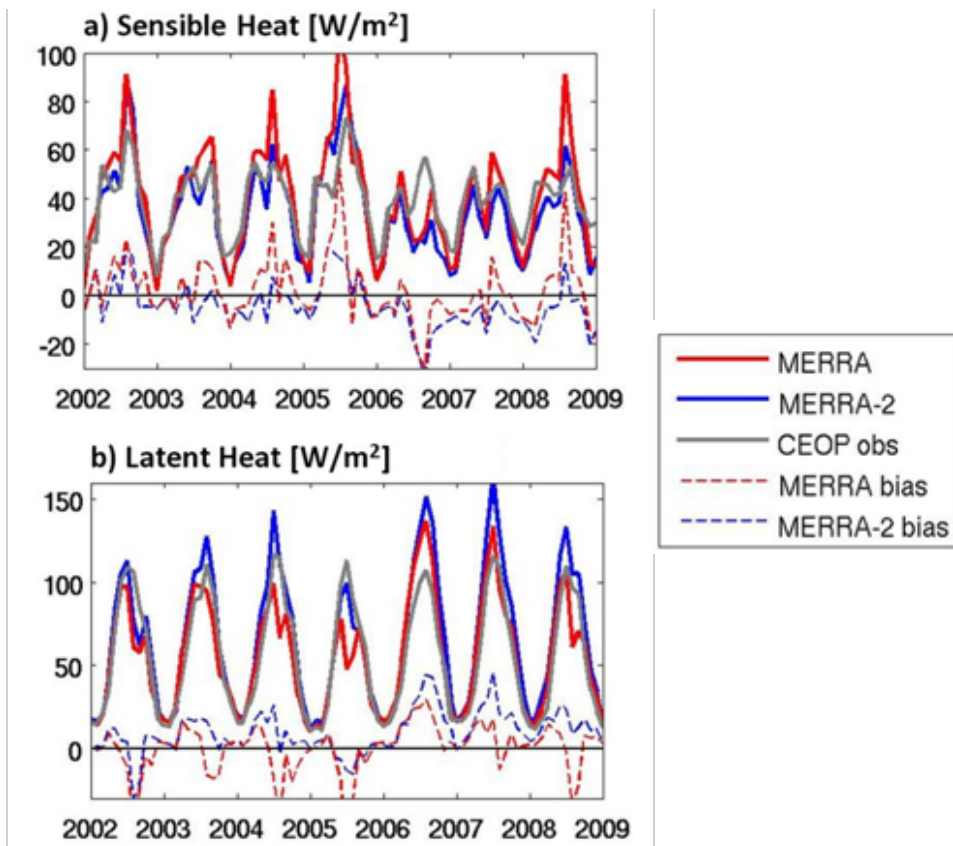 a) Sensible Heat [W/m²]
100
80
60
40
20
0
-20
2002 2003 2004 2005 2006 2007 2008 2009
MERRA
MERRA-2
CEOP obs
MERRA bias
MERRA-2 bias
b) Latent Heat [W/m²]
150
100
50
0
2002 2003 2004 2005 2006 2007 2008 2009